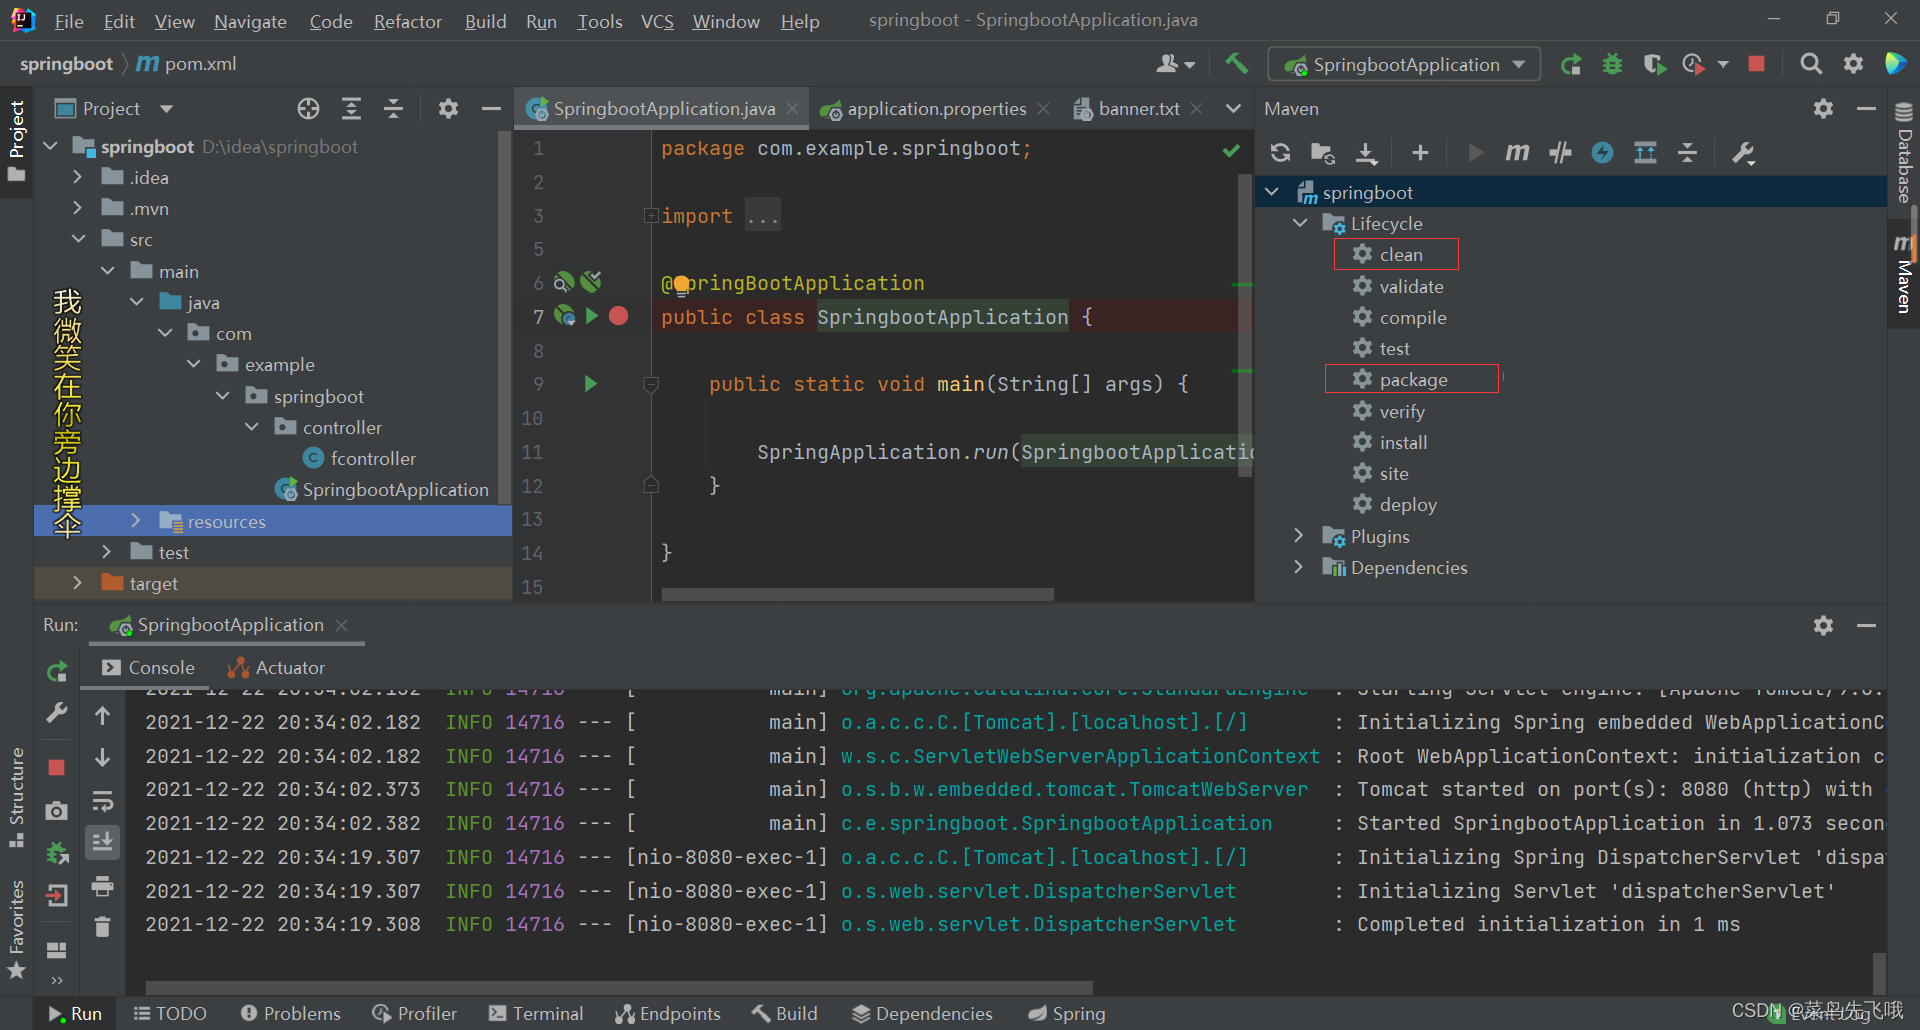 File Edit View Navigate Code Refactor Build Run Tools VCS Window Help springboot - SpringbootApplication.java
springboot pom.xml
SpringbootApplication
Project
Project
springboot D:\idea\springboot
.idea
.mvn
src
main
java
com
example
springboot
controller
fcontroller
SpringbootApplication
resources
test
target
我微笑在你旁边撑伞
SpringbootApplication.java application.properties banner.txt
1 package com.example.springboot;
2
3 import ...
5
6 @SpringBootApplication
7 public class SpringbootApplication {
8
9 public static void main(String[] args) {
10
11 SpringApplication.run(SpringbootApplicatio
12 }
13
14 }
15
Maven
springboot
Lifecycle
clean
validate
compile
test
package
verify
install
site
deploy
Plugins
Dependencies
Database
Maven
Run: SpringbootApplication
Console Actuator
2021-12-22 20:34:02.182 INFO 14716 --- [ main] o.a.c.c.C.[Tomcat].[localhost].[/] : Initializing Spring embedded WebApplicationC
2021-12-22 20:34:02.182 INFO 14716 --- [ main] w.s.c.ServletWebServerApplicationContext : Root WebApplicationContext: initialization c
2021-12-22 20:34:02.373 INFO 14716 --- [ main] o.s.b.w.embedded.tomcat.TomcatWebServer : Tomcat started on port(s): 8080 (http) with
2021-12-22 20:34:02.382 INFO 14716 --- [ main] c.e.springboot.SpringbootApplication : Started SpringbootApplication in 1.073 secon
2021-12-22 20:34:19.307 INFO 14716 --- [nio-8080-exec-1] o.a.c.c.C.[Tomcat].[localhost].[/] : Initializing Spring DispatcherServlet 'dispat
2021-12-22 20:34:19.307 INFO 14716 --- [nio-8080-exec-1] o.s.web.servlet.DispatcherServlet : Initializing Servlet 'dispatcherServlet'
2021-12-22 20:34:19.308 INFO 14716 --- [nio-8080-exec-1] o.s.web.servlet.DispatcherServlet : Completed initialization in 1 ms
Structure
Favorites
Run TODO Problems Profiler Terminal Endpoints Build Dependencies Spring
CSDN @菜鸟先飞哦